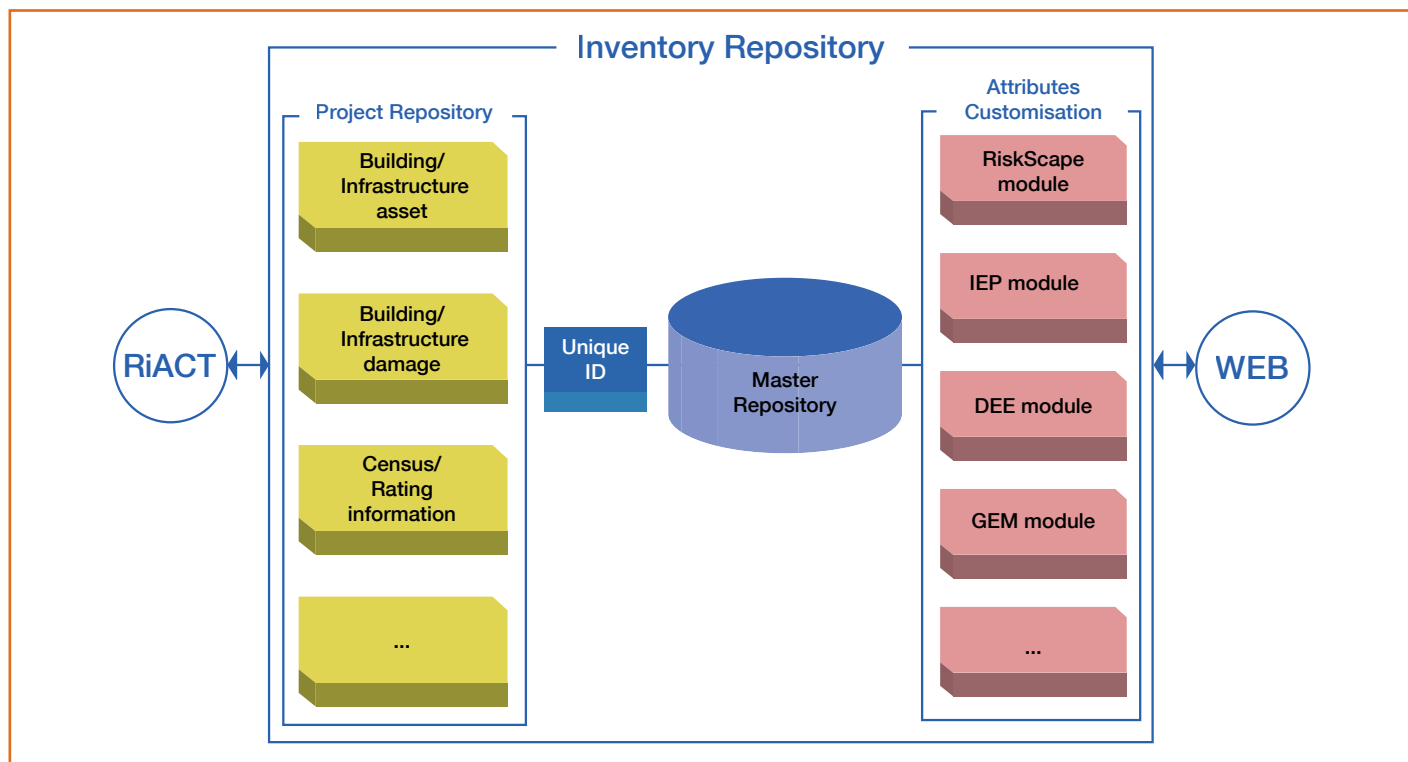 Inventory Repository
Project Repository
Building/
Infrastructure
asset
Building/
Infrastructure
damage
Census/
Rating
information
...
RiACT
Unique
ID
Master
Repository
Attributes
Customisation
RiskScape
module
IEP module
DEE module
GEM module
...
WEB